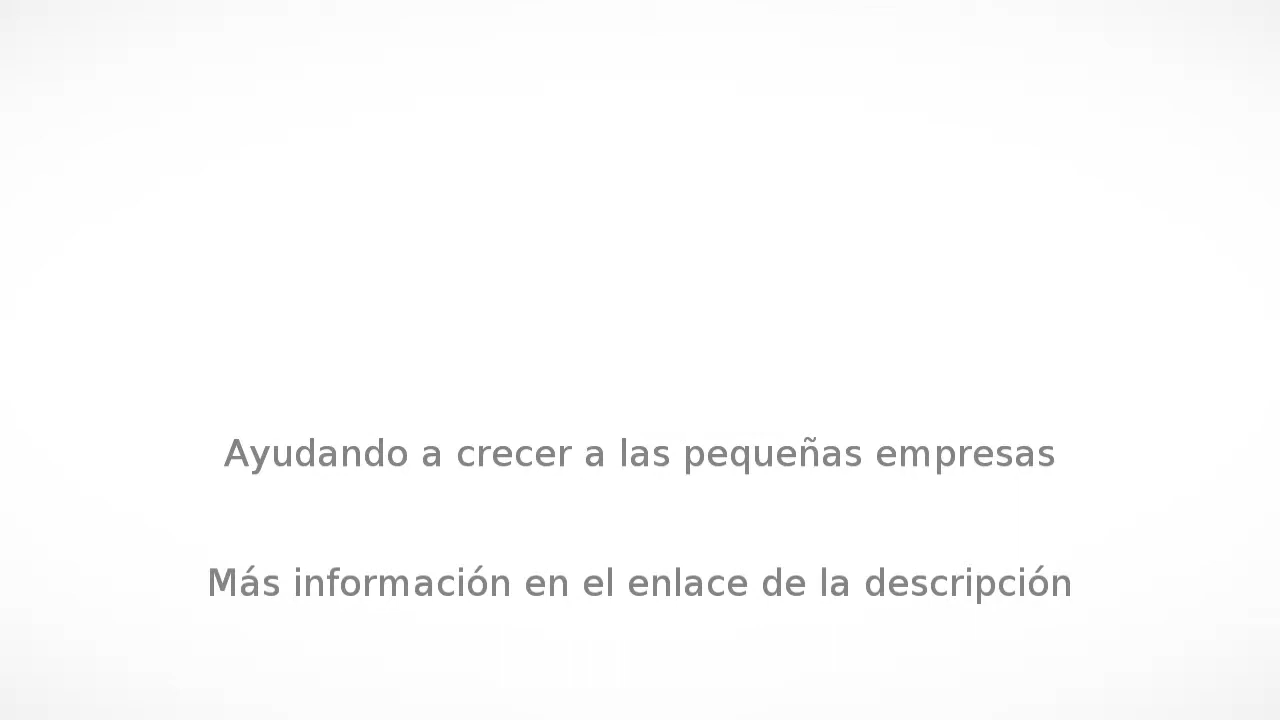 Ayudando a crecer a las pequeñas empresas
Más información en el enlace de la descripción